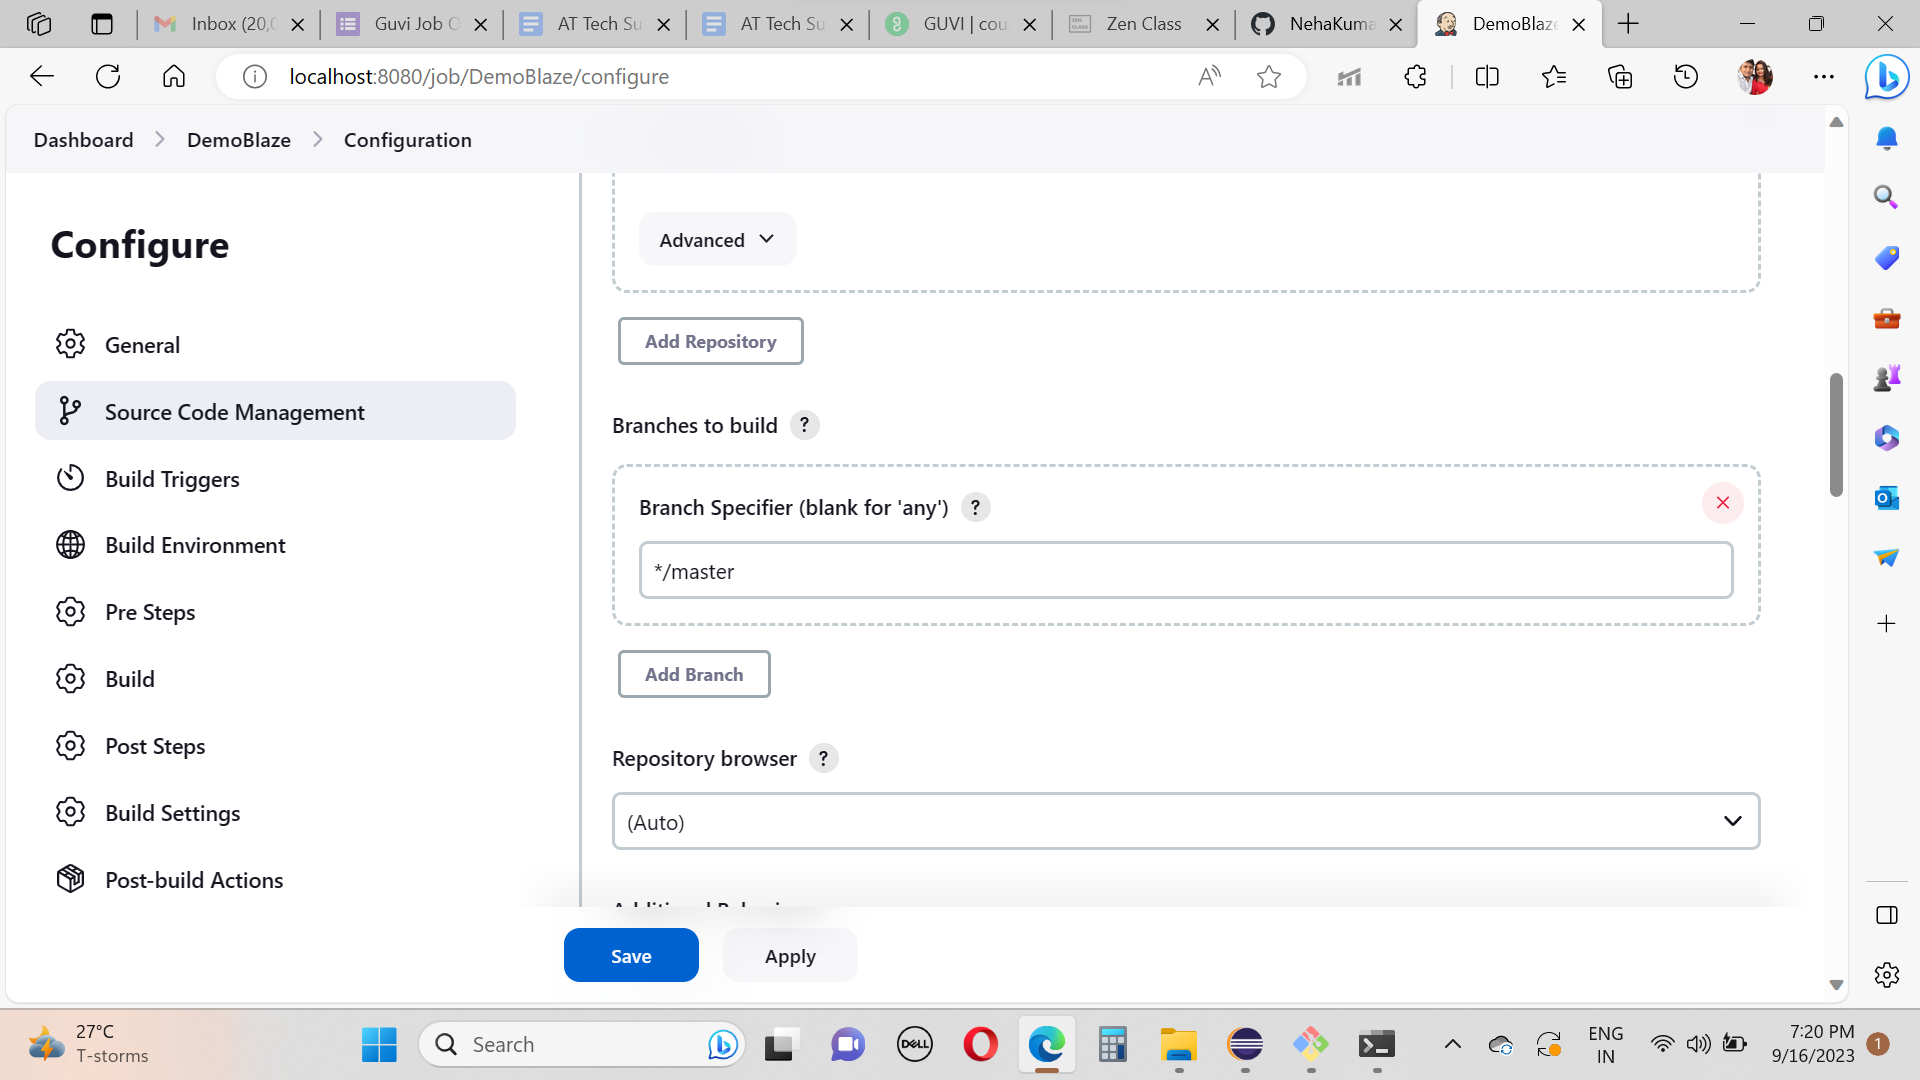 Inbox (20,0
Guvi Job O
AT Tech Su
AT Tech Su
GUVI | cou
Zen Class
NehaKuma
DemoBlaze
localhost:8080/job/DemoBlaze/configure
Dashboard
DemoBlaze
Configuration
Configure
General
Source Code Management
Build Triggers
Build Environment
Pre Steps
Build
Post Steps
Build Settings
Post-build Actions
Advanced
Add Repository
Branches to build ?
Branch Specifier (blank for 'any') ?
*/master
Add Branch
Repository browser ?
(Auto)
Save
Apply
27°C
T-storms
Search
DELL
ENG
IN
7:20 PM
9/16/2023
1